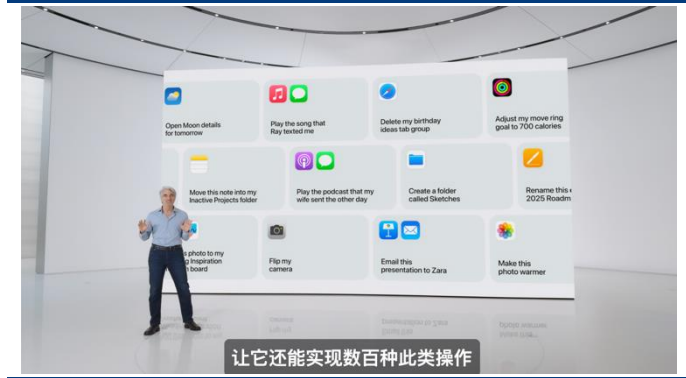 Open Moon details
for tomorrow
Play the song that
Ray texted me
Delete my birthday
ideas tab group
Adjust my move ring
goal to 700 calories
Move this note into my
Inactive Projects folder
Play the podcast that my
wife sent the other day
Create a folder
called Sketches
Rename this
2025 Roadm
photo to my
Inspiration
board
Flip my
camera
Email this
presentation to Zara
Make this
photo warmer
让它还能实现数百种此类操作